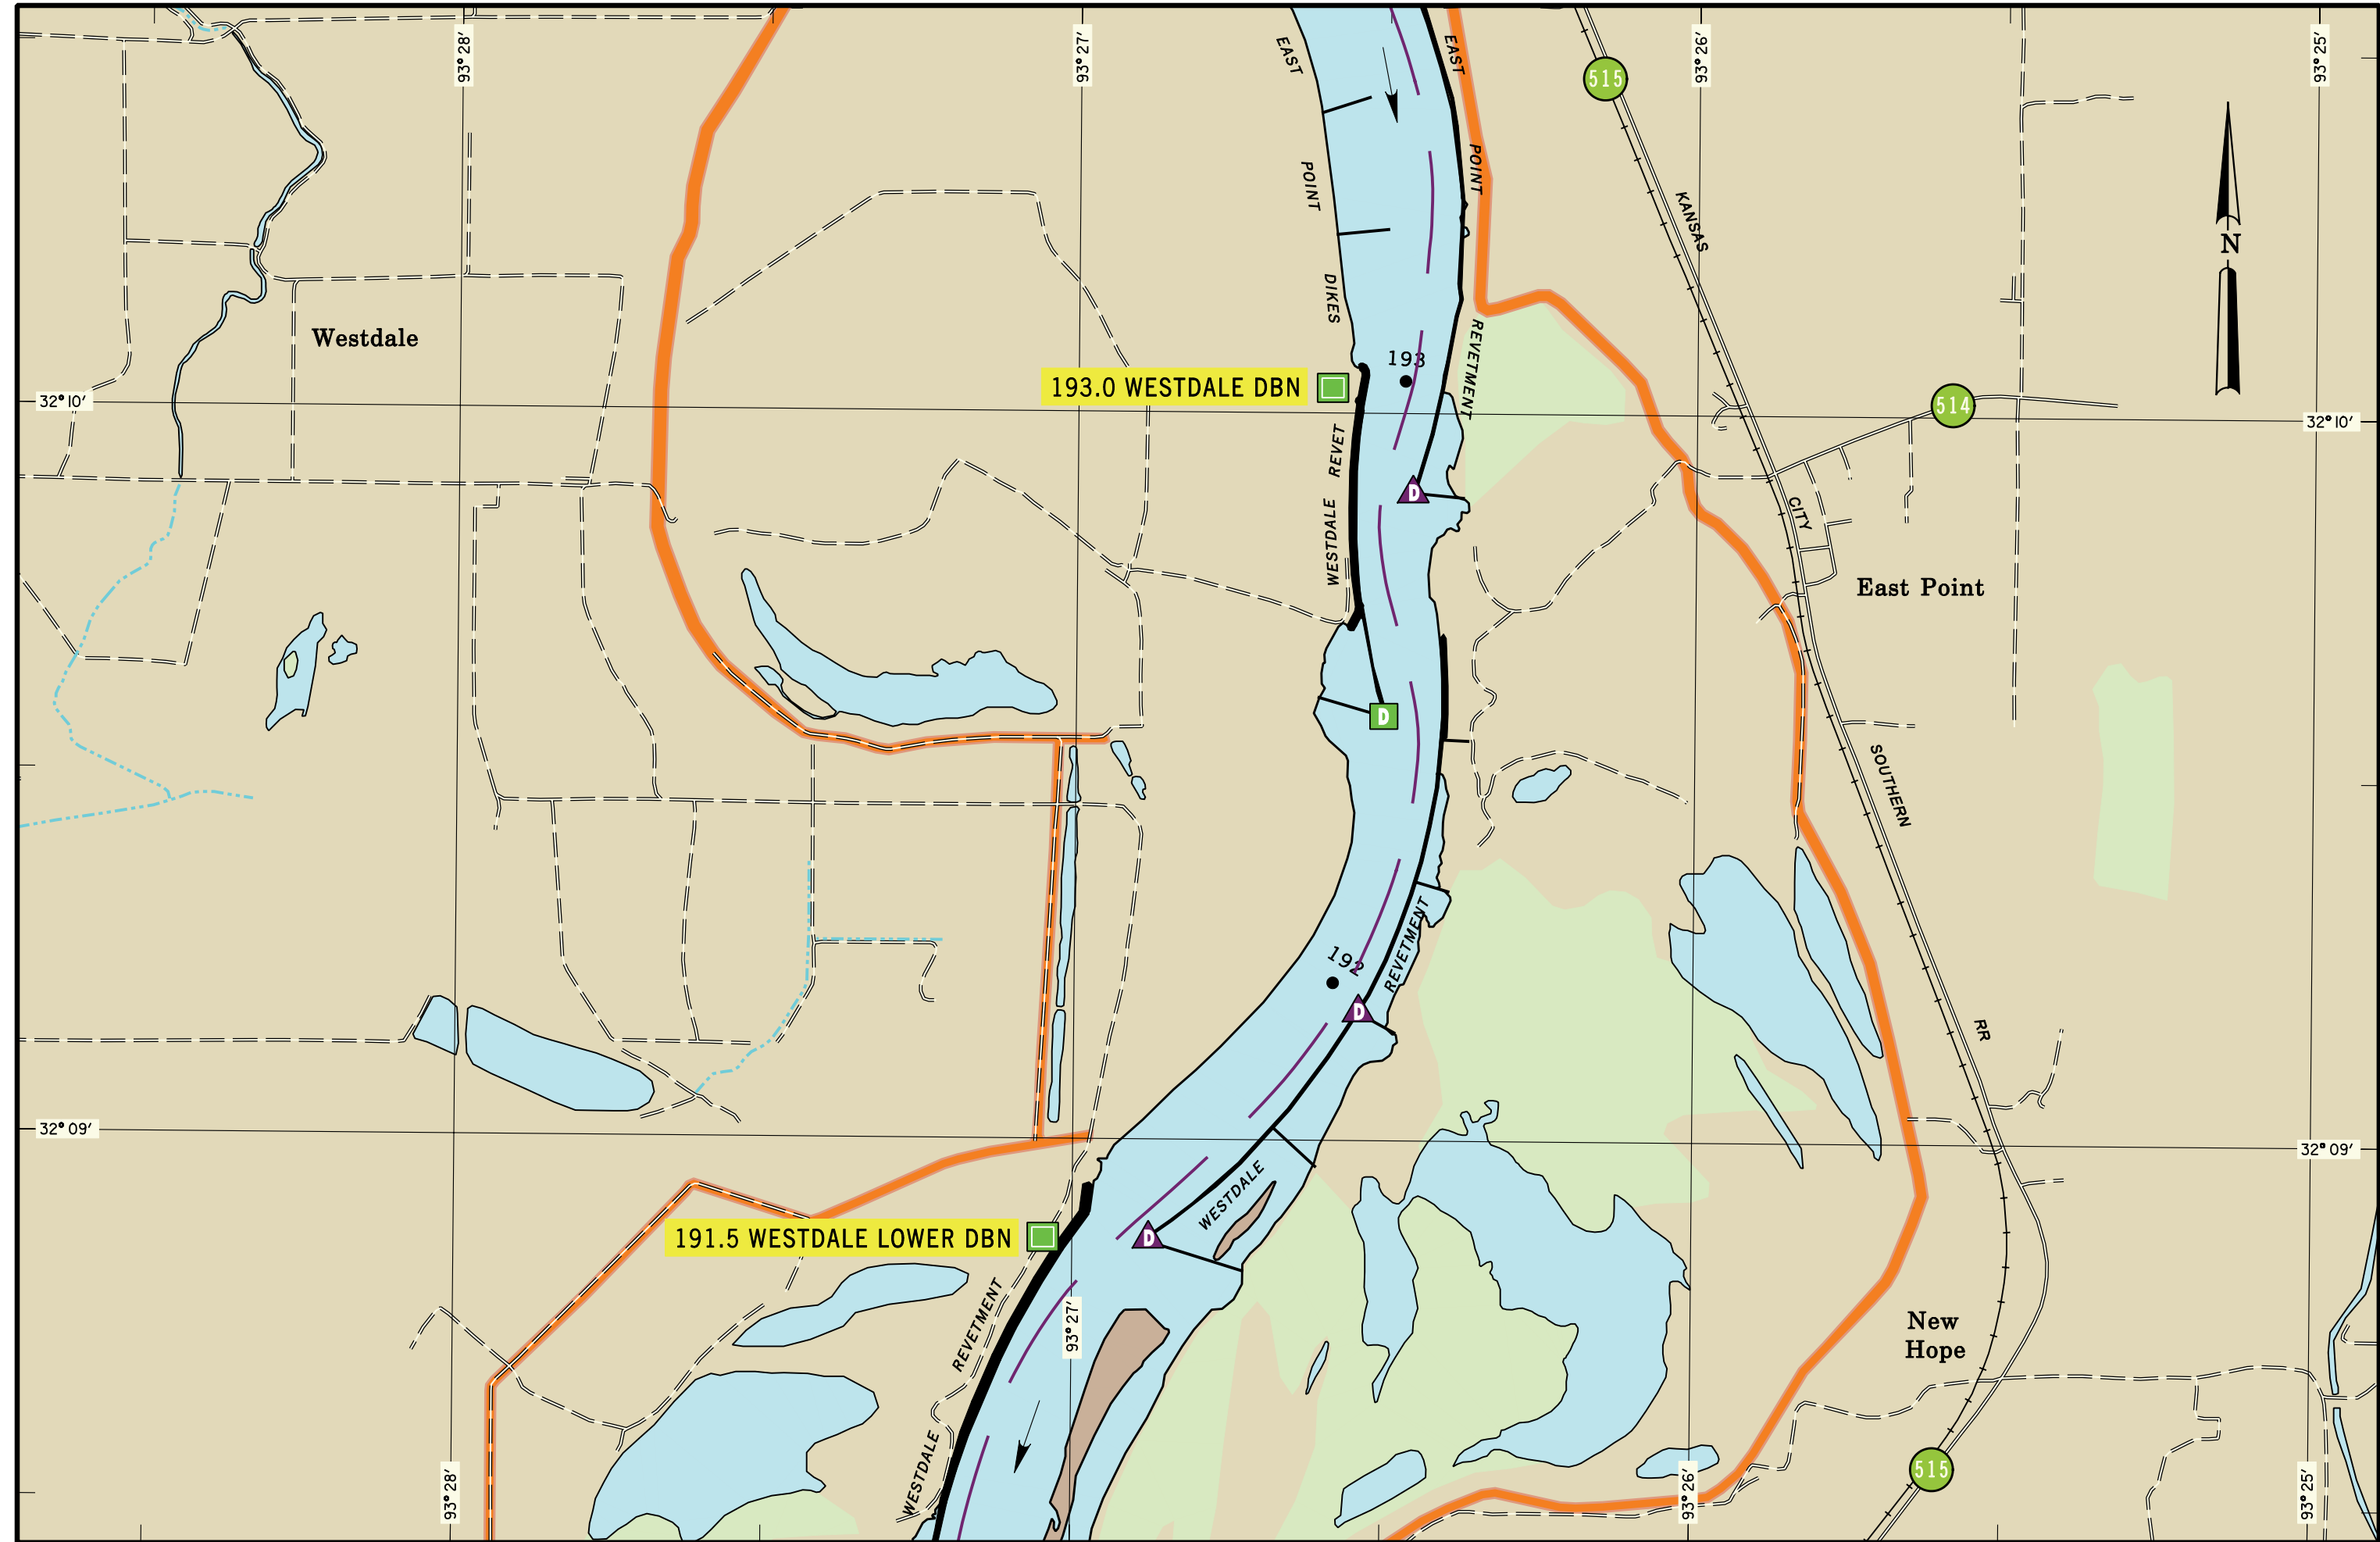 93° 28'
93° 27'
93° 26'
93° 25'
EAST POINT DIKES
EAST POINT REVETMENT
515
KANSAS CITY SOUTHERN RR
N
Westdale
193
193.0 WESTDALE DBN
32° 10'
514
32° 10'
WESTDALE REVET
D
East Point
D
192
WESTDALE REVETMENT
D
32° 09'
32° 09'
191.5 WESTDALE LOWER DBN
D
WESTDALE REVETMENT
93° 27'
New
Hope
515
93° 28'
93° 26'
93° 25'